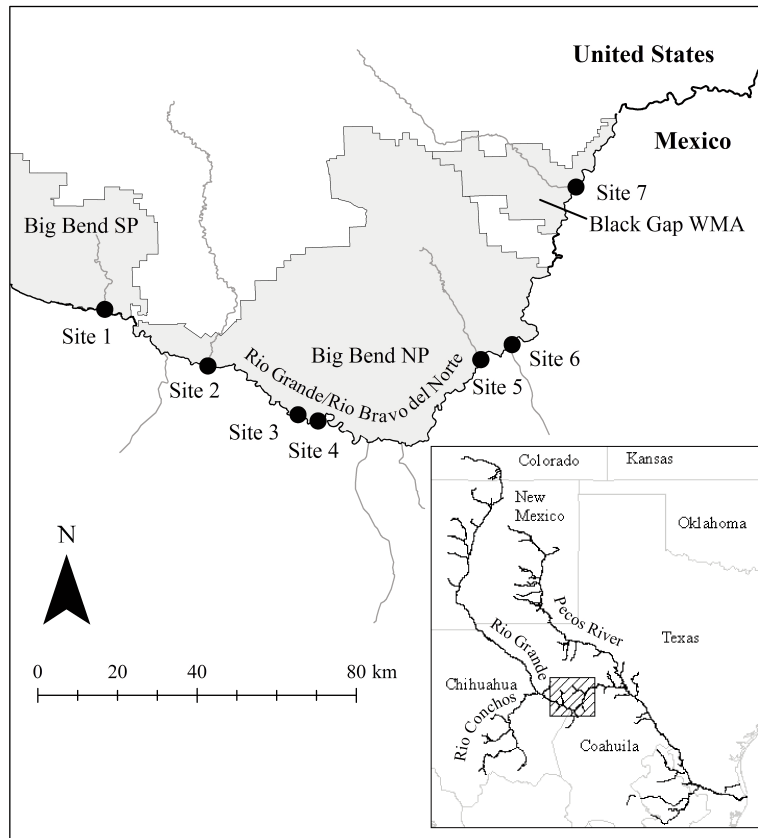 United States
Mexico
Site 7
Black Gap WMA
Big Bend SP
Site 1
Big Bend NP
Site 6
Site 5
Site 2
Rio Grande/Rio Bravo del Norte
Site 3
Site 4
N
0 20 40 80 km
Colorado
Kansas
New
Mexico
Oklahoma
Pecos River
Rio Grande
Texas
Chihuahua
Rio Conchos
Coahuila